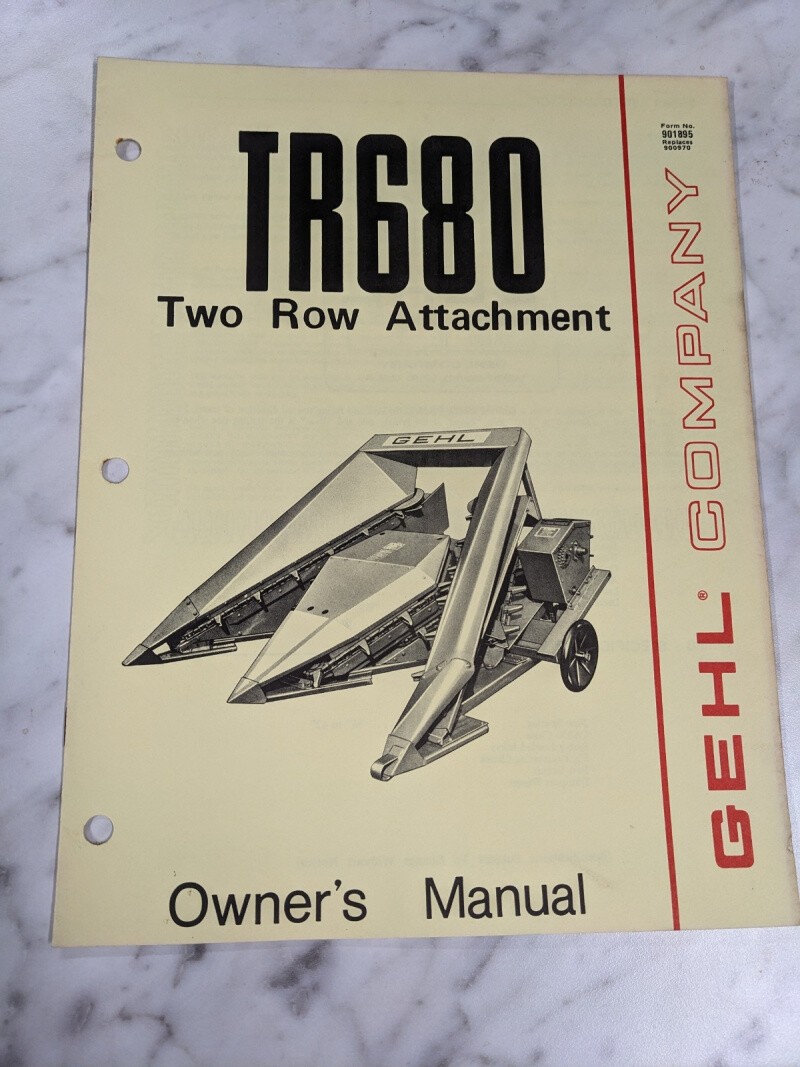 Form No.
901895
Replaces
900970
TR680
Two Row Attachment
GEHL
GEHL® COMPANY
Owner's Manual